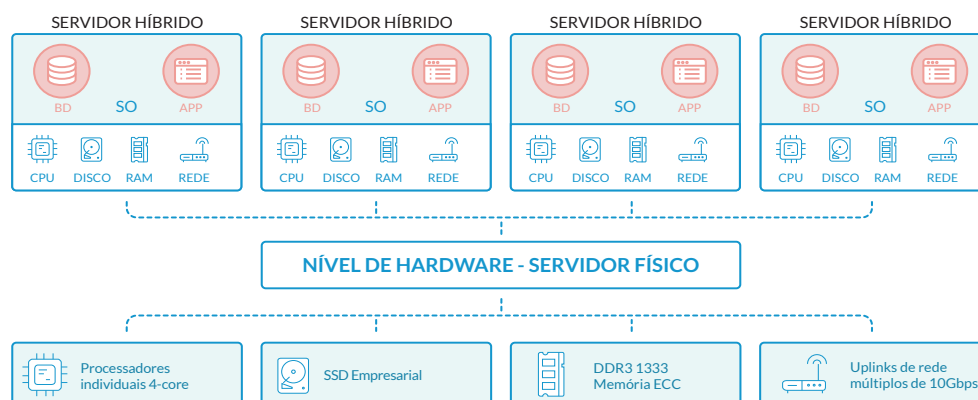 SERVIDOR HÍBRIDO
SERVIDOR HÍBRIDO
SERVIDOR HÍBRIDO
SERVIDOR HÍBRIDO
BD SO APP
BD SO APP
BD SO APP
BD SO APP
CPU DISCO RAM REDE
CPU DISCO RAM REDE
CPU DISCO RAM REDE
CPU DISCO RAM REDE
NÍVEL DE HARDWARE - SERVIDOR FÍSICO
Processadores
individuais 4-core
SSD Empresarial
DDR3 1333
Memória ECC
Uplinks de rede
múltiplos de 10Gbps